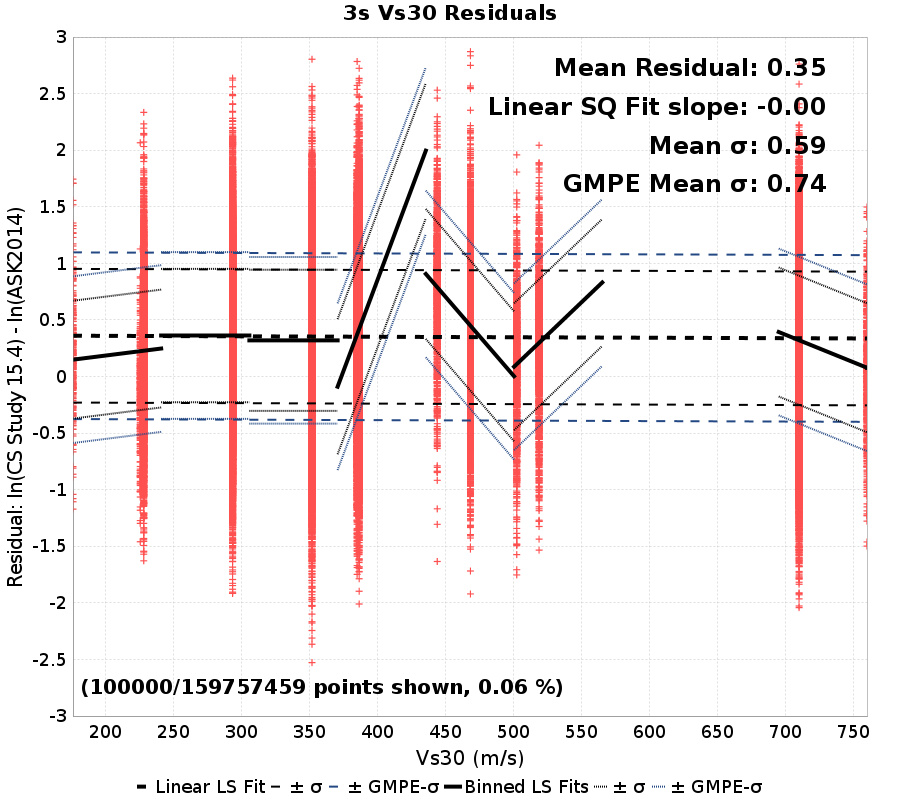 3s Vs30 Residuals
Mean Residual: 0.35
Linear SQ Fit slope: -0.00
Mean σ: 0.59
GMPE Mean σ: 0.74
3
2.5
2
1.5
1
0.5
0
-0.5
-1
-1.5
-2
-2.5
-3
Residual: ln(CS Study 15.4) - ln(ASK2014)
(100000/159757459 points shown, 0.06 %)
200 250 300 350 400 450 500 550 600 650 700 750
Vs30 (m/s)
Linear LS Fit ± σ ± GMPE-σ Binned LS Fits ± σ ± GMPE-σ